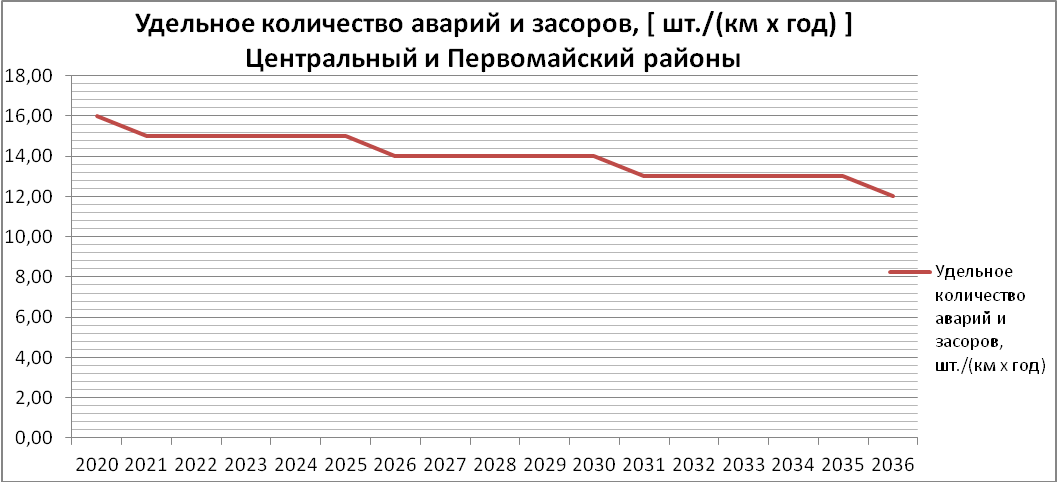 Удельное количество аварий и засоров, [ шт./(км х год) ]
Центральный и Первомайский районы
18,00
16,00
14,00
12,00
10,00
8,00
6,00
4,00
2,00
0,00
2020 2021 2022 2023 2024 2025 2026 2027 2028 2029 2030 2031 2032 2033 2034 2035 2036
Удельное
количество
аварий и
засоров,
шт./(км х год)